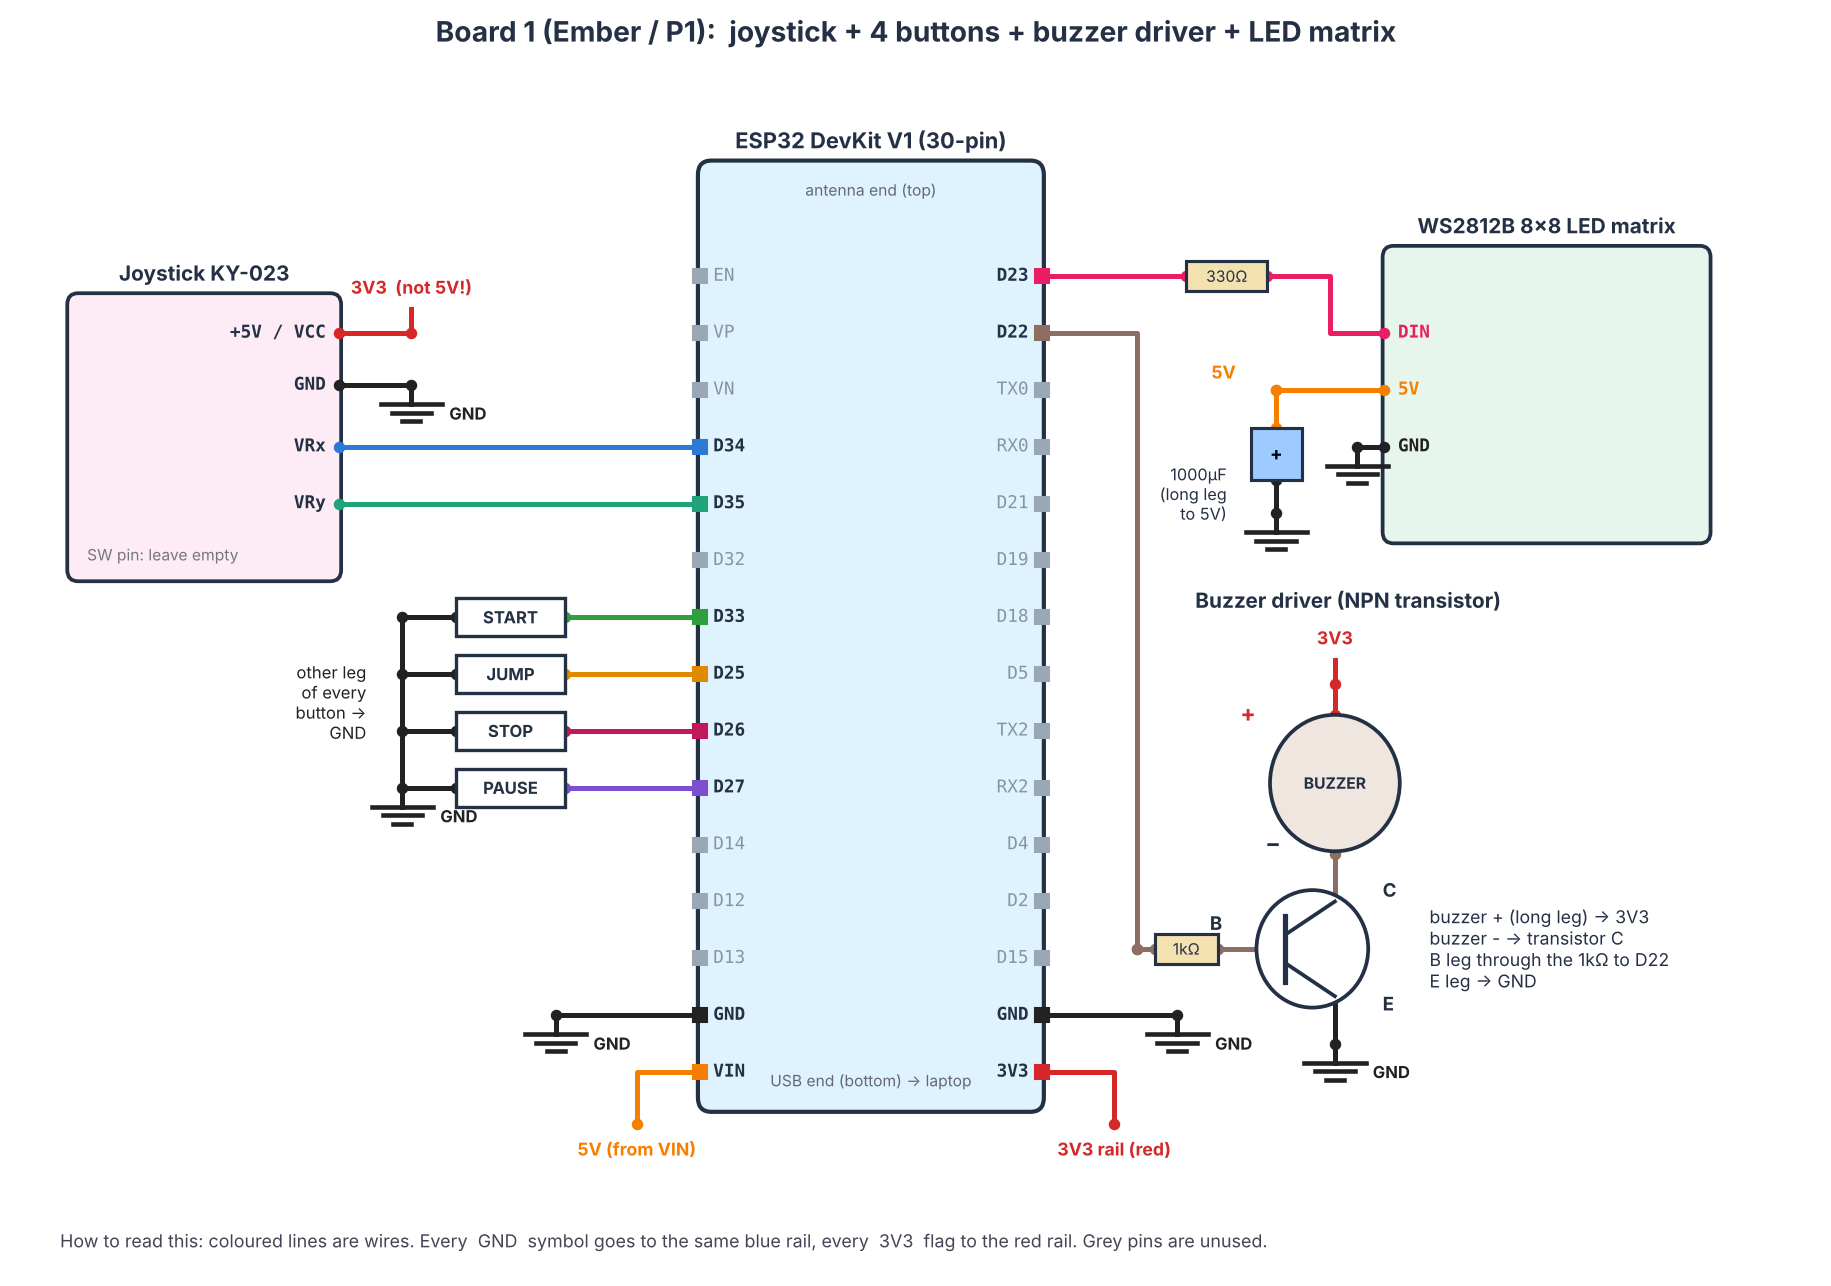 Board 1 (Ember / P1):  joystick + 4 buttons + buzzer driver + LED matrix
ESP32 DevKit V1 (30-pin)
antenna end (top)
Joystick KY-023
3V3  (not 5V!)
+5V / VCC
GND
GND
VRx
VRy
SW pin: leave empty
START
JUMP
STOP
PAUSE
other leg
of every
button →
GND
GND
EN
VP
VN
D34
D35
D32
D33
D25
D26
D27
D14
D12
D13
GND
VIN
GND
5V (from VIN)
USB end (bottom) → laptop
D23
D22
TX0
RX0
D21
D19
D18
D5
TX2
RX2
D4
D2
D15
GND
3V3
GND
3V3 rail (red)
330Ω
WS2812B 8×8 LED matrix
DIN
5V
GND
5V
+
1000µF
(long leg
to 5V)
Buzzer driver (NPN transistor)
3V3
+
BUZZER
−
C
B
1kΩ
E
GND
buzzer + (long leg) → 3V3
buzzer - → transistor C
B leg through the 1kΩ to D22
E leg → GND
How to read this: coloured lines are wires. Every  GND  symbol goes to the same blue rail, every  3V3  flag to the red rail. Grey pins are unused.